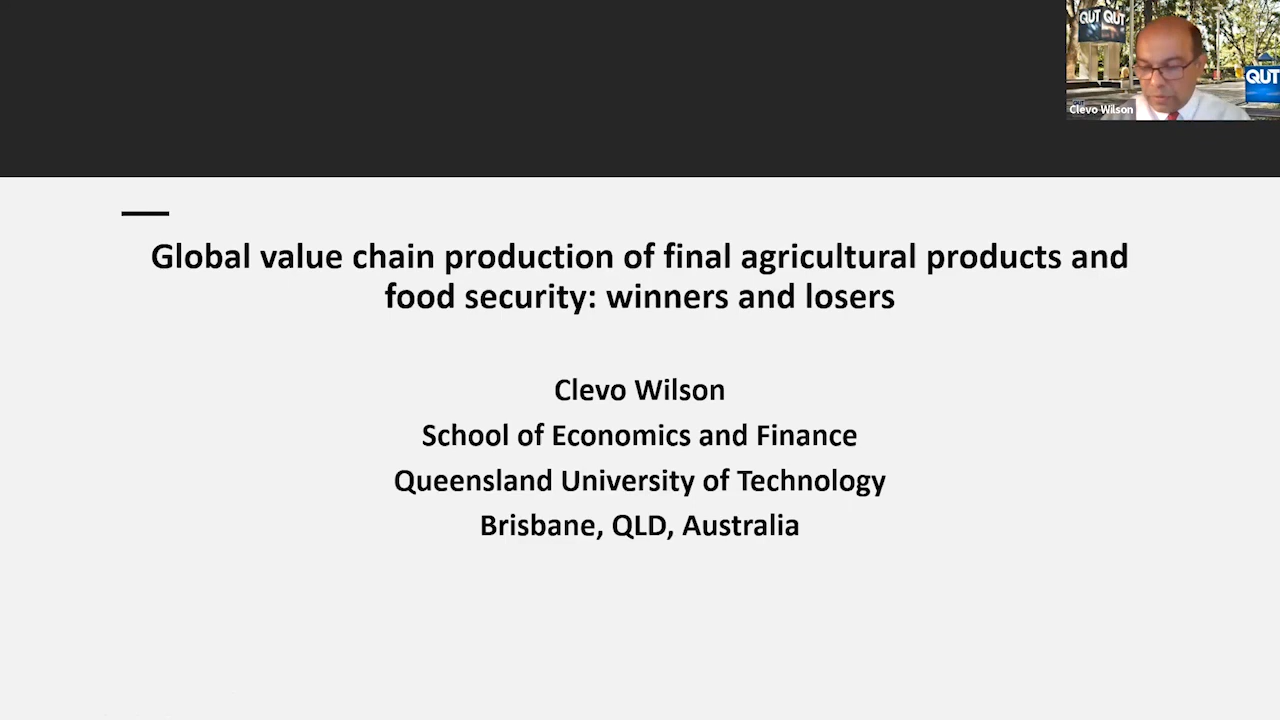 QUT QUT
QUT
Clevo Wilson
Global value chain production of final agricultural products and
food security: winners and losers
Clevo Wilson
School of Economics and Finance
Queensland University of Technology
Brisbane, QLD, Australia